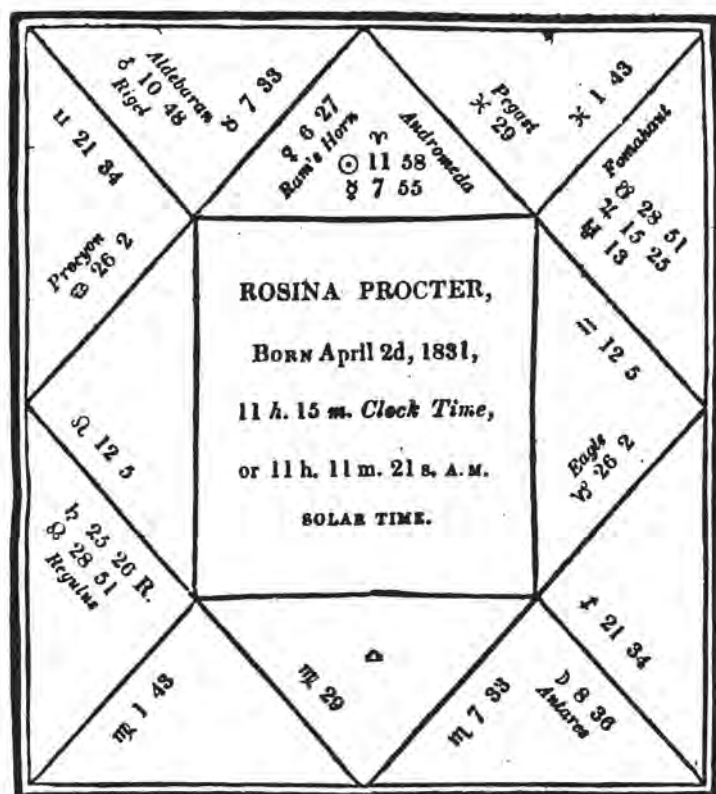 Aldebaran
♂ 10 48
Rigel
♉ 7 33
♀ 6 27
Ram's Horn
♈
☉ 11 58
☿ 7 55
Andromeda
♓ 29
♓ 1 43
♊ 21 34
Fomahant
☋ 28 51
♃ 15 25
♅ 13
Procyon
♋ 26 2
ROSINA PROCTER,
BORN April 2d, 1831,
11 h. 15 m. Clock Time,
or 11 h. 11 m. 21 s. A.M.
SOLAR TIME.
♒ 12 5
♌ 12 5
Eagle
♑ 26 2
♄ 25 26 R.
☊ 28 51
Regulus
♐ 21 34
♍ 1 43
♍ 29
♎
♏ 7 33
☽ 8 36
Antares